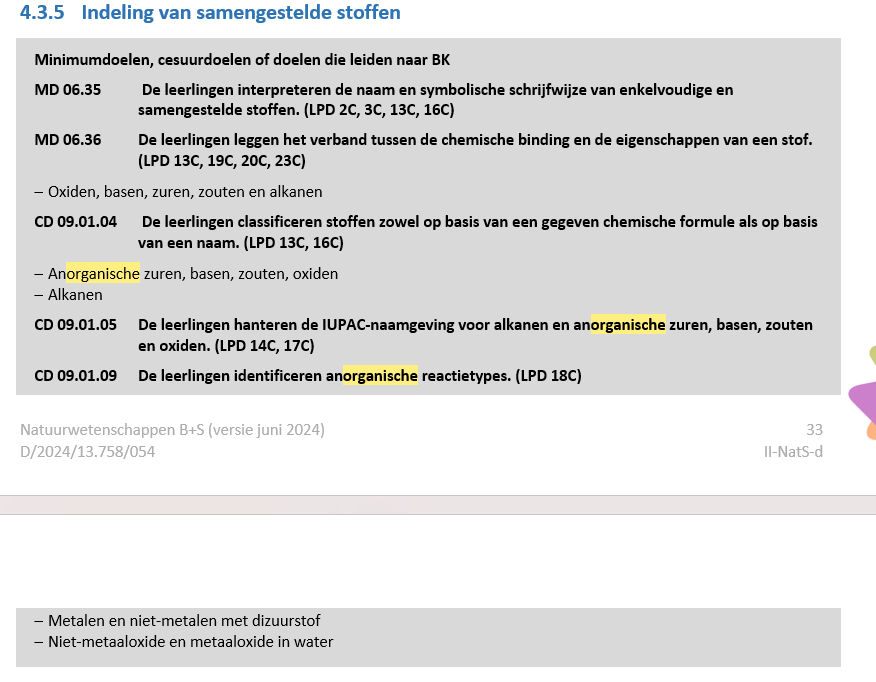 4.3.5 Indeling van samengestelde stoffen
Minimumdoelen, cesuurdoelen of doelen die leiden naar BK
MD 06.35 De leerlingen interpreteren de naam en symbolische schrijfwijze van enkelvoudige en
samengestelde stoffen. (LPD 2C, 3C, 13C, 16C)
MD 06.36 De leerlingen leggen het verband tussen de chemische binding en de eigenschappen van een stof.
(LPD 13C, 19C, 20C, 23C)
– Oxiden, basen, zuren, zouten en alkanen
CD 09.01.04 De leerlingen classificeren stoffen zowel op basis van een gegeven chemische formule als op basis
van een naam. (LPD 13C, 16C)
– Anorganische zuren, basen, zouten, oxiden
– Alkanen
CD 09.01.05 De leerlingen hanteren de IUPAC-naamgeving voor alkanen en anorganische zuren, basen, zouten
en oxiden. (LPD 14C, 17C)
CD 09.01.09 De leerlingen identificeren anorganische reactietypes. (LPD 18C)
Natuurwetenschappen B+S (versie juni 2024) 33
D/2024/13.758/054 II-NatS-d
– Metalen en niet-metalen met dizuurstof
– Niet-metaaloxide en metaaloxide in water